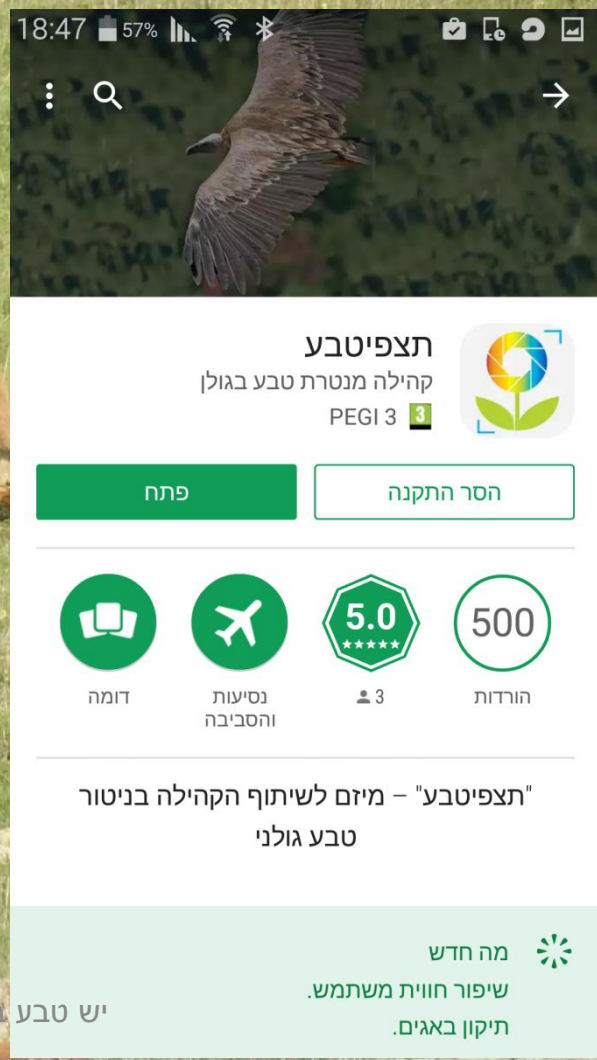 18:47 57%
תצפיטבע
קהילה מנטרת טבע בגולן
PEGI 3 3
הסר התקנה
פתח
500
5.0
הורדות
3
נסיעות
והסביבה
דומה
"תצפיטבע" – מיזם לשיתוף הקהילה בניטור
טבע גולני
מה חדש
שיפור חווית משתמש.
תיקון באגים.
יש טבע